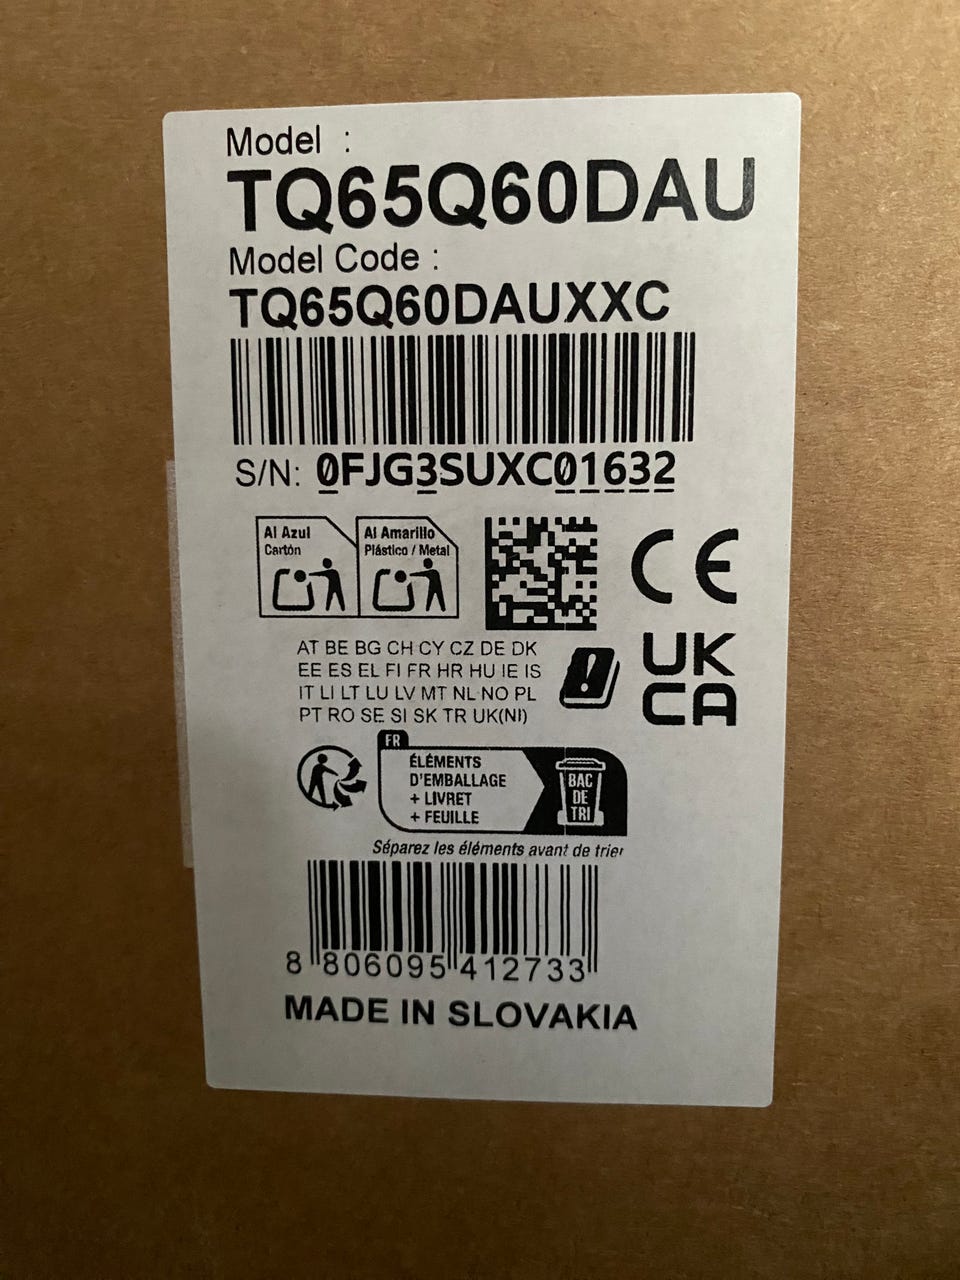 Model :
TQ65Q60DAU
Model Code :
TQ65Q60DAUXXC
S/N: 0FJG3SUXC01632
Al Azul
Cartón
Al Amarillo
Plástico / Metal
CE
AT BE BG CH CY CZ DE DK
EE ES EL FI FR HR HU IE IS
IT LI LT LU LV MT NL NO PL
PT RO SE SI SK TR UK(NI)
UK
CA
FR
ÉLÉMENTS
D'EMBALLAGE
+ LIVRET
+ FEUILLE
BAC
DE
TRI
Séparez les éléments avant de trier
8 806095 412733
MADE IN SLOVAKIA